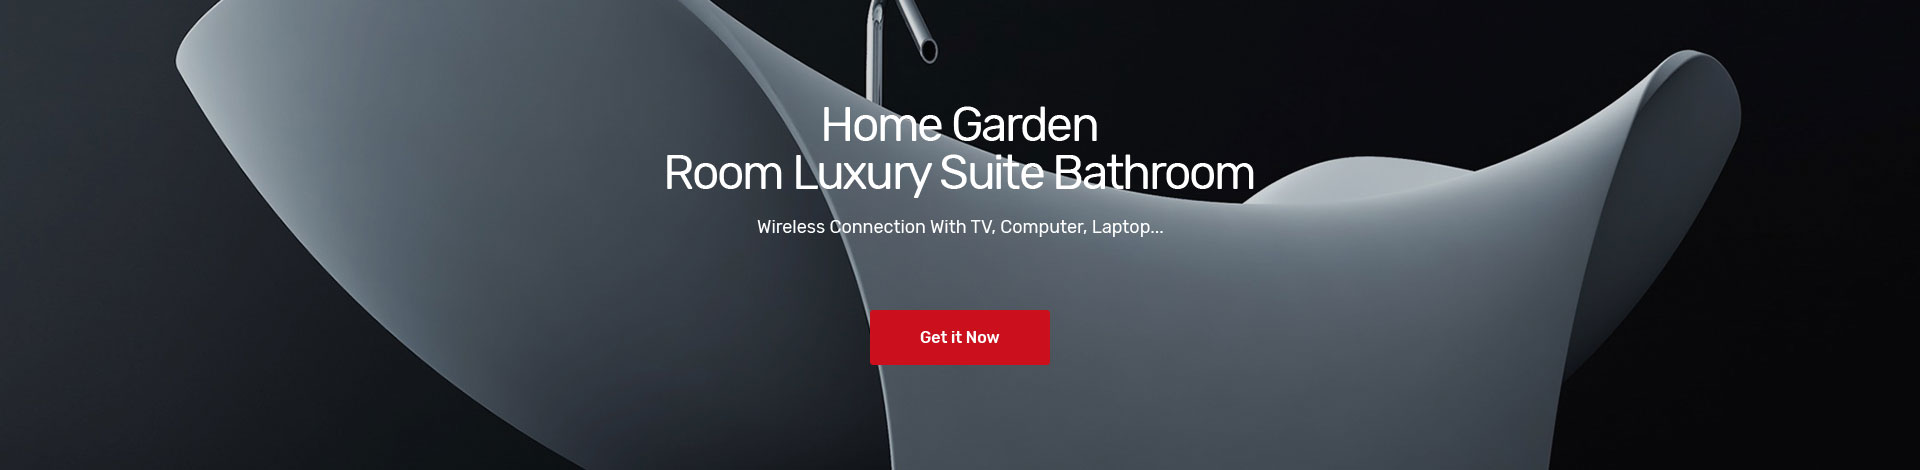 Home Garden
Room Luxury Suite Bathroom
Wireless Connection With TV, Computer, Laptop...
Get it Now